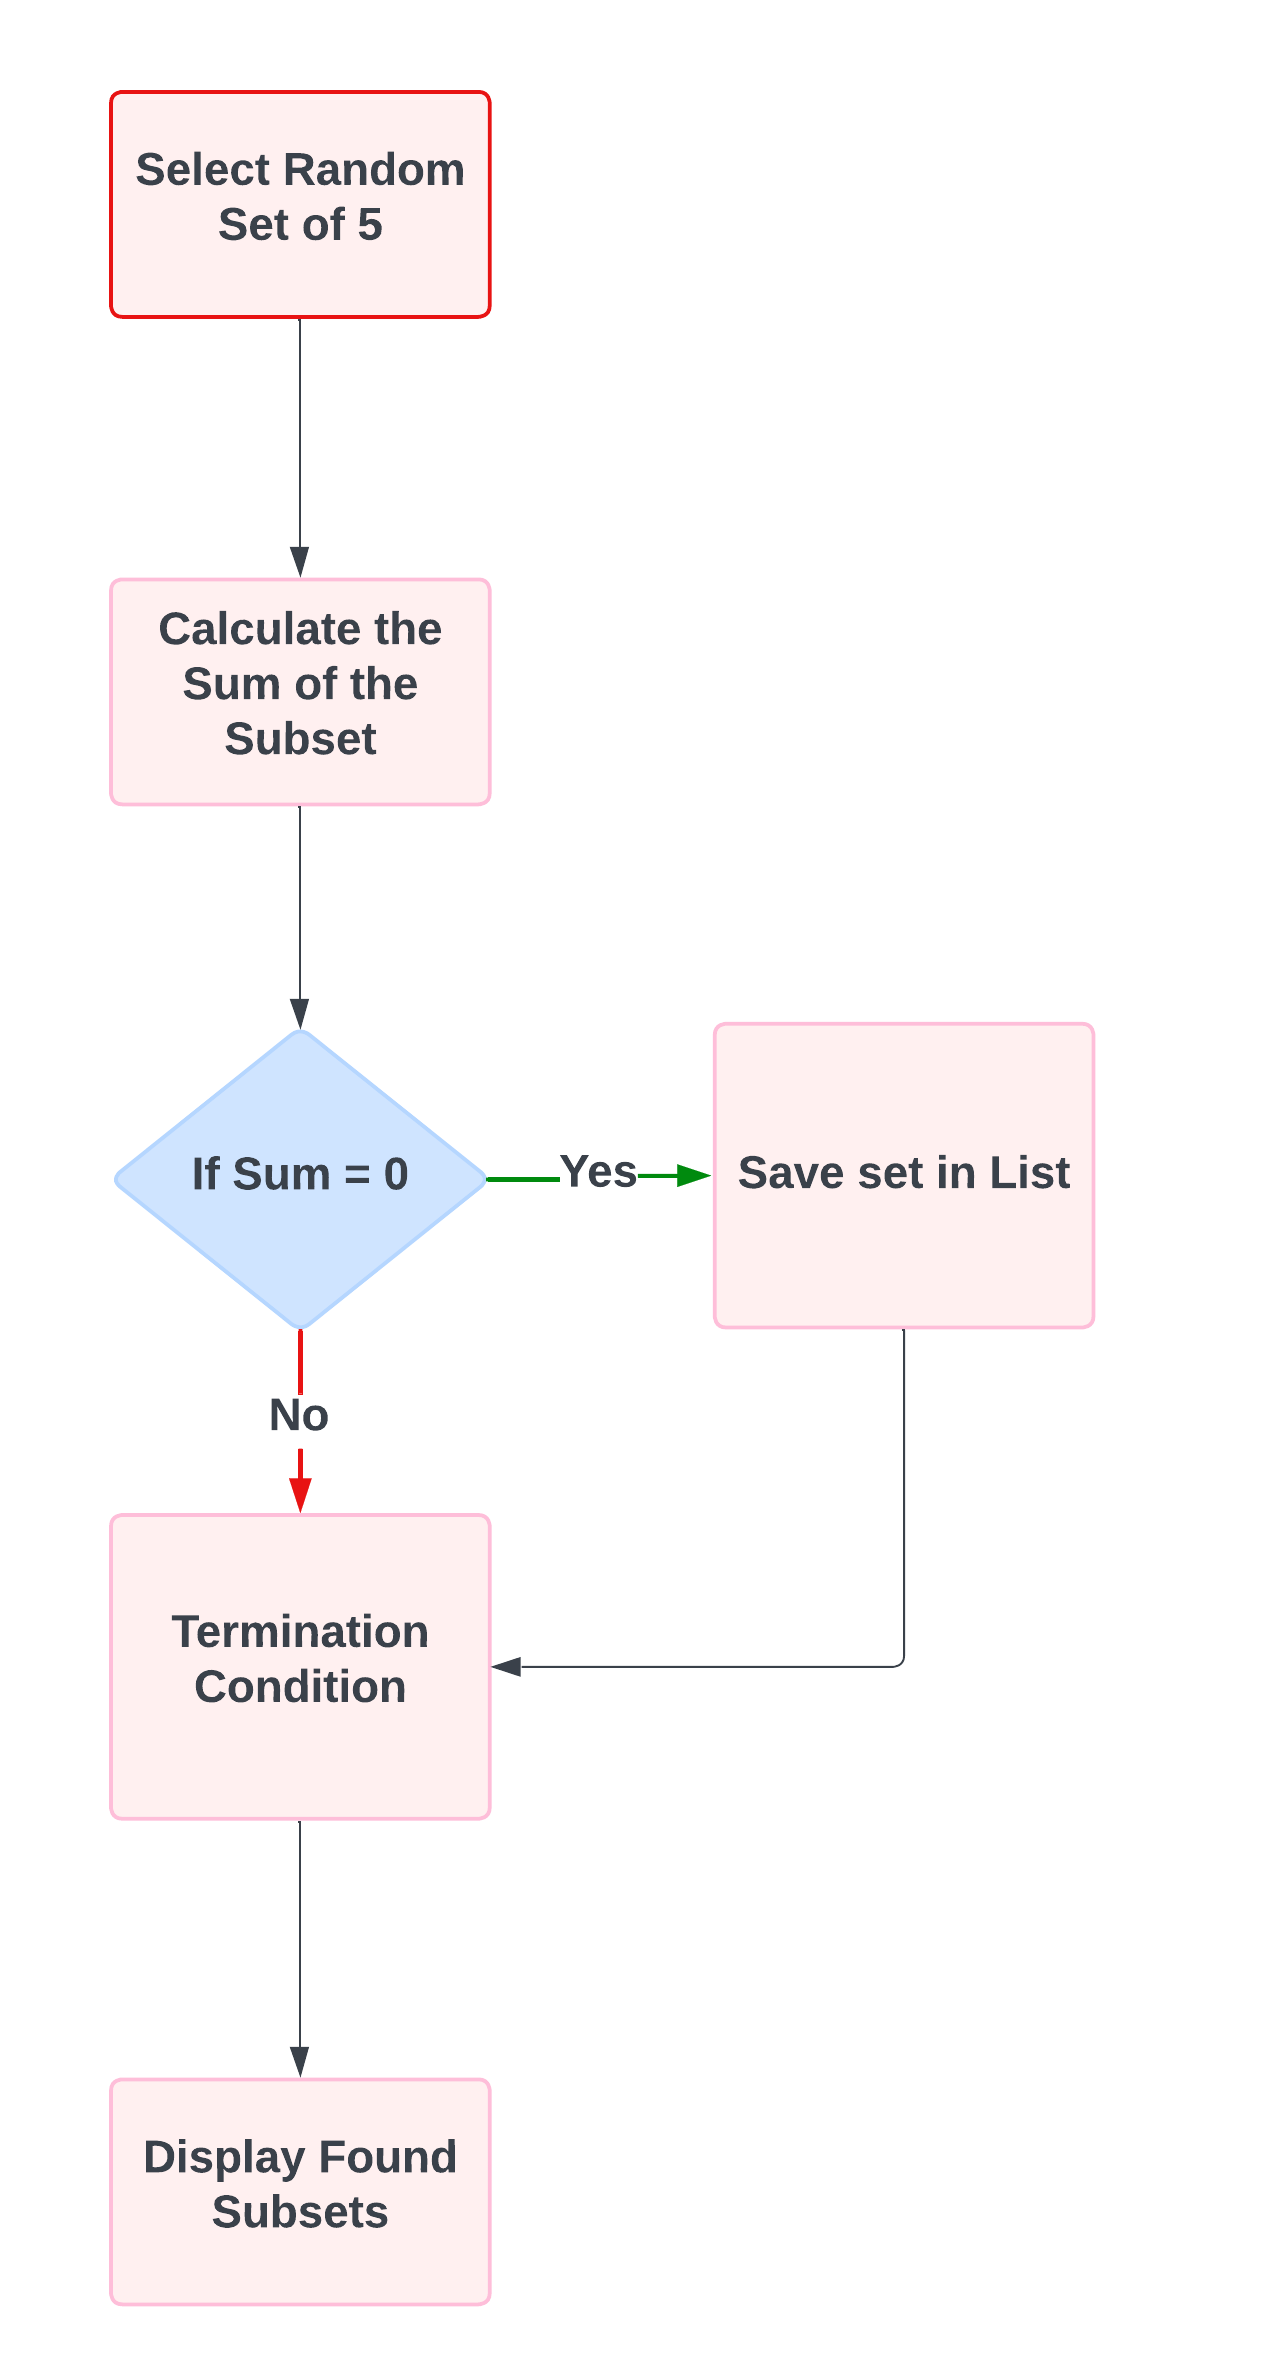 Select Random
Set of 5
Calculate the
Sum of the
Subset
If Sum = 0
Yes
Save set in List
No
Termination
Condition
Display Found
Subsets